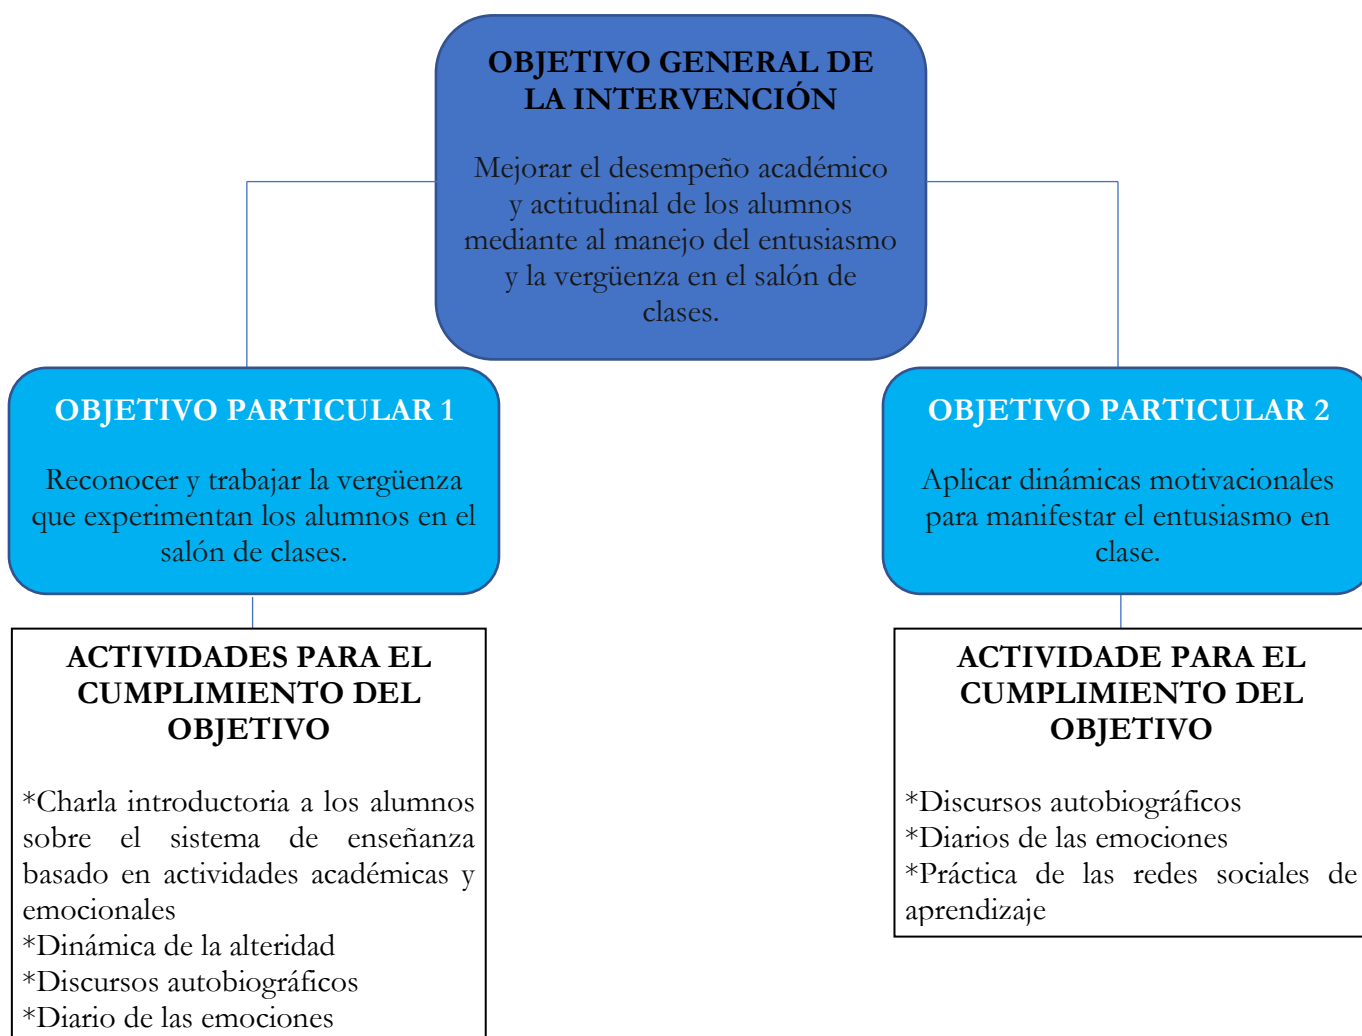 OBJETIVO GENERAL DE
LA INTERVENCIÓN
Mejorar el desempeño académico
y actitudinal de los alumnos
mediante al manejo del entusiasmo
y la vergüenza en el salón de
clases.
OBJETIVO PARTICULAR 1
Reconocer y trabajar la vergüenza
que experimentan los alumnos en el
salón de clases.
OBJETIVO PARTICULAR 2
Aplicar dinámicas motivacionales
para manifestar el entusiasmo en
clase.
ACTIVIDADES PARA EL
CUMPLIMIENTO DEL
OBJETIVO
*Charla introductoria a los alumnos
sobre el sistema de enseñanza
basado en actividades académicas y
emocionales
*Dinámica de la alteridad
*Discursos autobiográficos
*Diario de las emociones
ACTIVIDADE PARA EL
CUMPLIMIENTO DEL
OBJETIVO
*Discursos autobiográficos
*Diarios de las emociones
*Práctica de las redes sociales de
aprendizaje